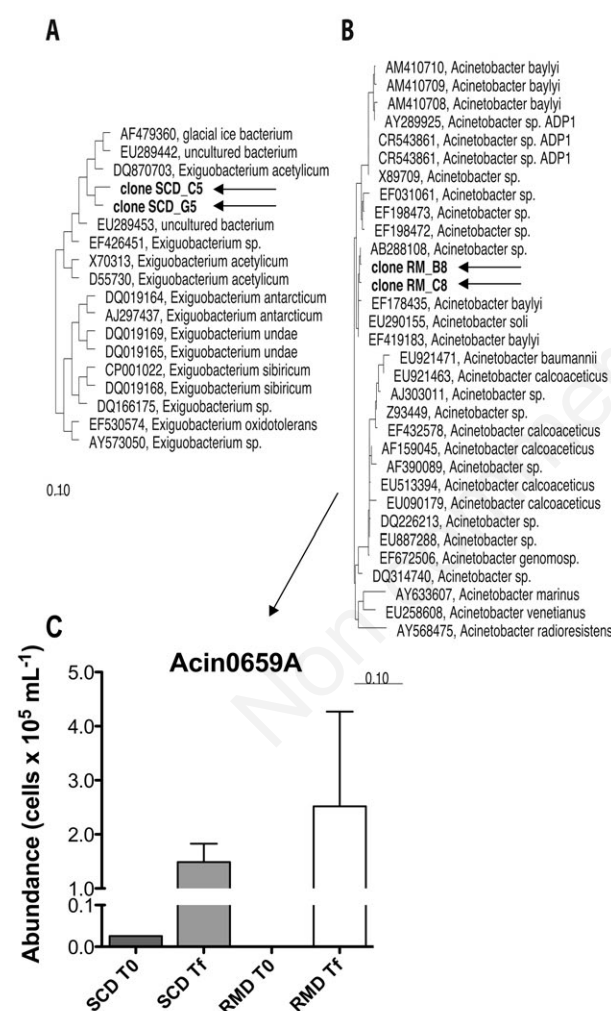 A
AF479360, glacial ice bacterium
EU289442, uncultured bacterium
DQ870703, Exiguobacterium acetylicum
clone SCD_C5
clone SCD_G5
EU289453, uncultured bacterium
EF426451, Exiguobacterium sp.
X70313, Exiguobacterium acetylicum
D55730, Exiguobacterium acetylicum
DQ019164, Exiguobacterium antarcticum
AJ297437, Exiguobacterium antarcticum
DQ019169, Exiguobacterium undae
DQ019165, Exiguobacterium undae
CP001022, Exiguobacterium sibiricum
DQ019168, Exiguobacterium sibiricum
DQ166175, Exiguobacterium sp.
EF530574, Exiguobacterium oxidotolerans
AY573050, Exiguobacterium sp.
0.10
B
AM410710, Acinetobacter baylyi
AM410709, Acinetobacter baylyi
AM410708, Acinetobacter baylyi
AY289925, Acinetobacter sp. ADP1
CR543861, Acinetobacter sp. ADP1
CR543861, Acinetobacter sp. ADP1
X89709, Acinetobacter sp.
EF031061, Acinetobacter sp.
EF198473, Acinetobacter sp.
EF198472, Acinetobacter sp.
AB288108, Acinetobacter sp.
clone RM_B8
clone RM_C8
EF178435, Acinetobacter baylyi
EU290155, Acinetobacter soli
EF419183, Acinetobacter baylyi
EU921471, Acinetobacter baumannii
EU921463, Acinetobacter calcoaceticus
AJ303011, Acinetobacter sp.
Z93449, Acinetobacter sp.
EF432578, Acinetobacter calcoaceticus
AF159045, Acinetobacter calcoaceticus
AF390089, Acinetobacter sp.
EU513394, Acinetobacter calcoaceticus
EU090179, Acinetobacter calcoaceticus
DQ226213, Acinetobacter sp.
EU887288, Acinetobacter sp.
EF672506, Acinetobacter genomosp.
DQ314740, Acinetobacter sp.
AY633607, Acinetobacter marinus
EU258608, Acinetobacter venetianus
AY568475, Acinetobacter radioresistens
0.10
C
Acin0659A
Abundance (cells x 10⁵ mL⁻¹)
5.0
4.0
3.0
2.0
1.0
0.1
0.0
SCD T0
SCD Tf
RMD T0
RMD Tf